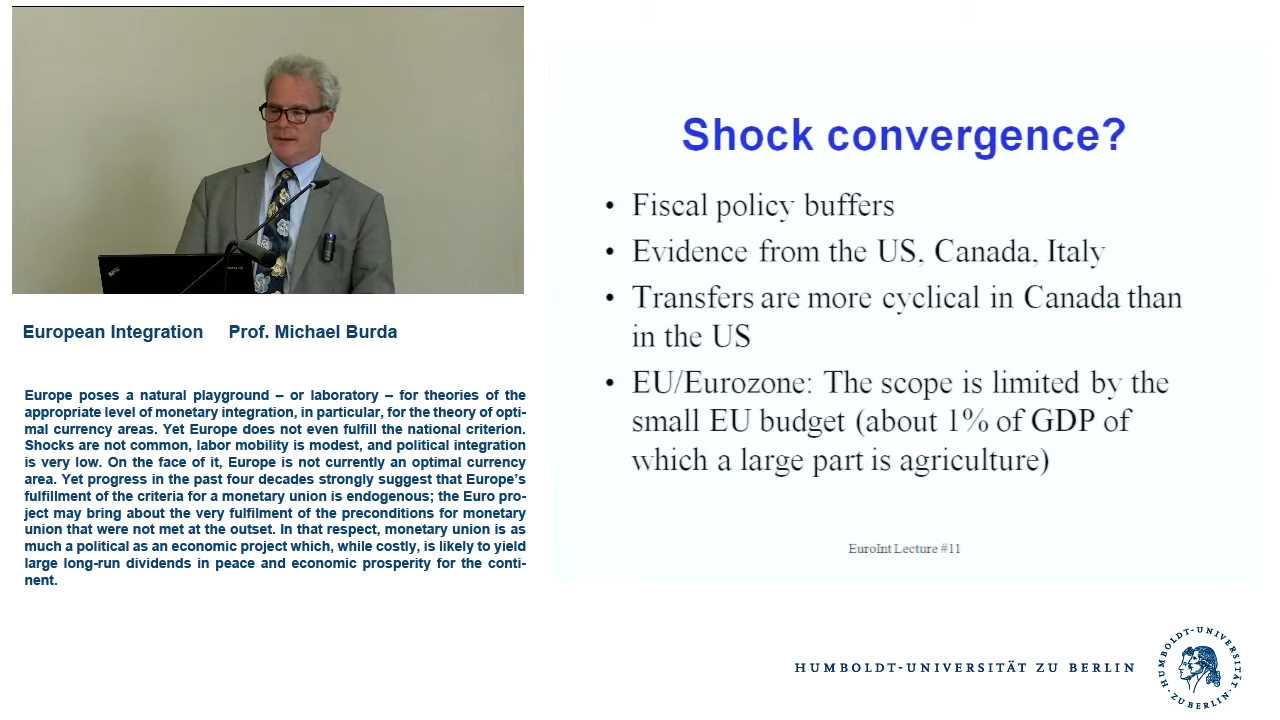 European Integration Prof. Michael Burda
Europe poses a natural playground – or laboratory – for theories of the
appropriate level of monetary integration, in particular, for the theory of opti-
mal currency areas. Yet Europe does not even fulfill the national criterion.
Shocks are not common, labor mobility is modest, and political integration
is very low. On the face of it, Europe is not currently an optimal currency
area. Yet progress in the past four decades strongly suggest that Europe's
fulfillment of the criteria for a monetary union is endogenous; the Euro pro-
ject may bring about the very fulfilment of the preconditions for monetary
union that were not met at the outset. In that respect, monetary union is as
much a political as an economic project which, while costly, is likely to yield
large long-run dividends in peace and economic prosperity for the conti-
nent.
Shock convergence?
• Fiscal policy buffers
• Evidence from the US, Canada, Italy
• Transfers are more cyclical in Canada than
in the US
• EU/Eurozone: The scope is limited by the
small EU budget (about 1% of GDP of
which a large part is agriculture)
EuroInt Lecture #11
HUMBOLDT-UNIVERSITÄT ZU BERLIN
HUMBOLDT-UNIVERSITÄT ZU BERLIN